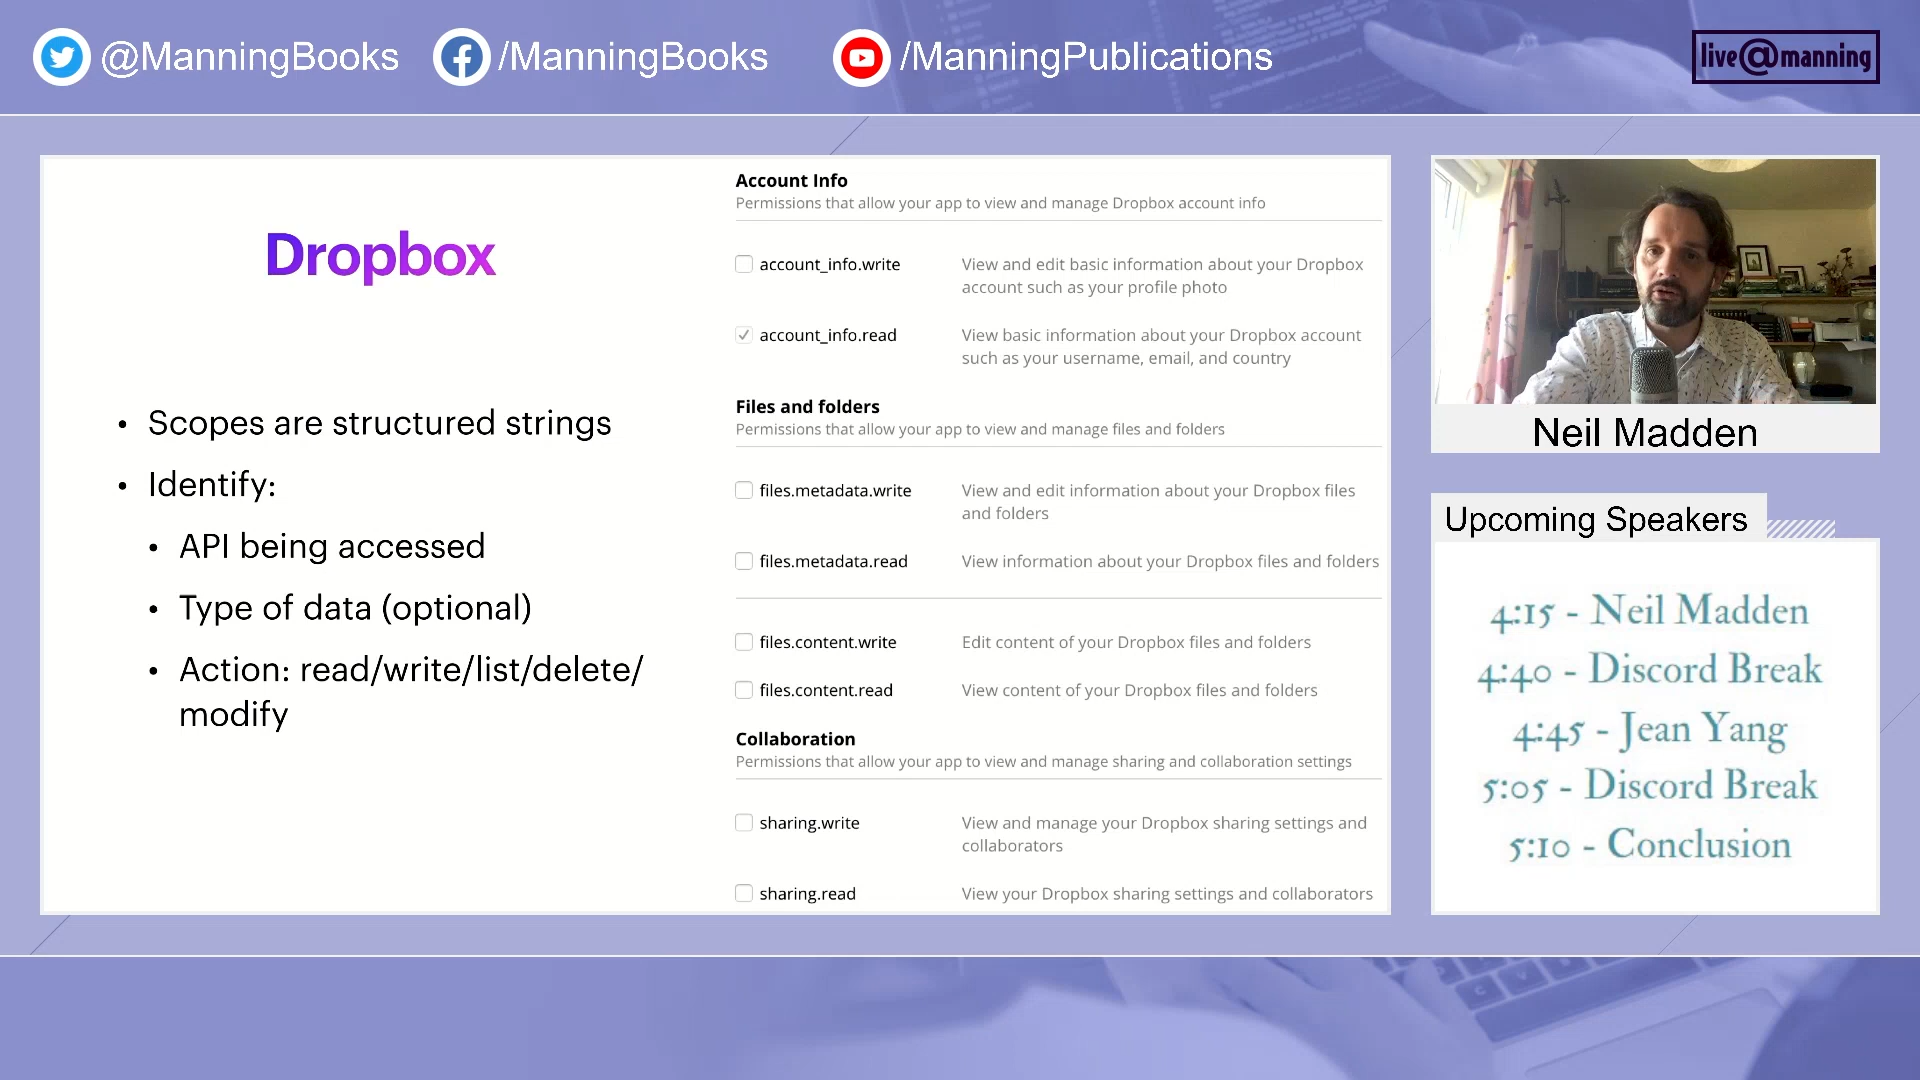 @ManningBooks
/ManningBooks
/ManningPublications
live@manning
Dropbox
• Scopes are structured strings
• Identify:
• API being accessed
• Type of data (optional)
• Action: read/write/list/delete/
modify
Account Info
Permissions that allow your app to view and manage Dropbox account info
account_info.write
View and edit basic information about your Dropbox
account such as your profile photo
account_info.read
View basic information about your Dropbox account
such as your username, email, and country
Files and folders
Permissions that allow your app to view and manage files and folders
files.metadata.write
View and edit information about your Dropbox files
and folders
files.metadata.read
View information about your Dropbox files and folders
files.content.write
Edit content of your Dropbox files and folders
files.content.read
View content of your Dropbox files and folders
Collaboration
Permissions that allow your app to view and manage sharing and collaboration settings
sharing.write
View and manage your Dropbox sharing settings and
collaborators
sharing.read
View your Dropbox sharing settings and collaborators
Neil Madden
Upcoming Speakers
4:15 - Neil Madden
4:40 - Discord Break
4:45 - Jean Yang
5:05 - Discord Break
5:10 - Conclusion